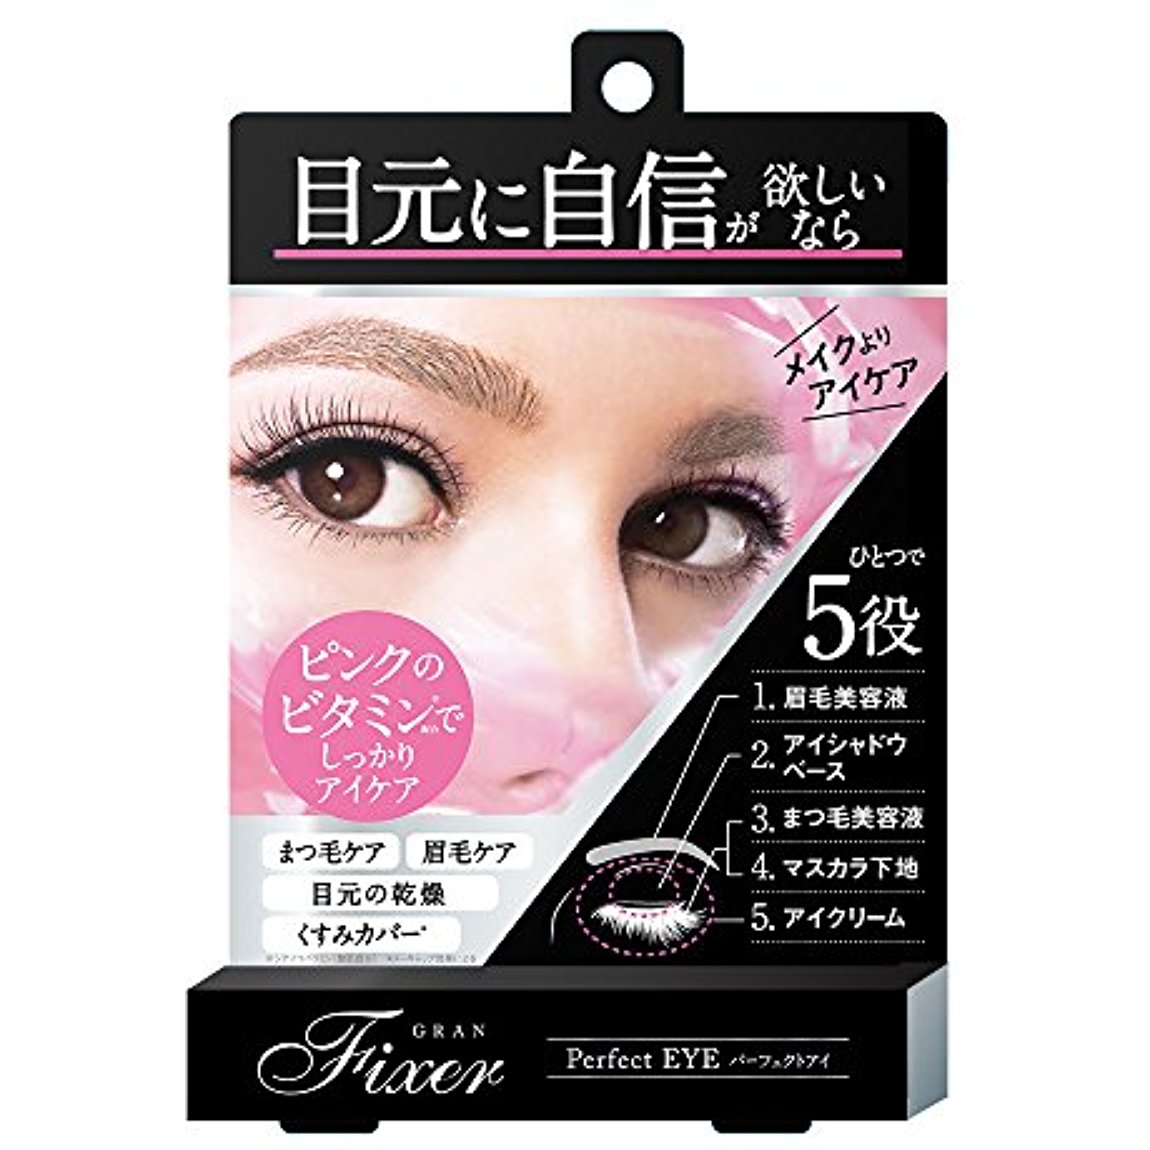 目元に自信が欲しいなら
メイクより
アイケア
ひとつで
5役
1. 眉毛美容液
2. アイシャドウ
ベース
3. まつ毛美容液
4. マスカラ下地
5. アイクリーム
ピンクの
ビタミン*で
しっかり
アイケア
まつ毛ケア
眉毛ケア
目元の乾燥
くすみカバー*
GRAN
Fixer
Perfect EYE パーフェクトアイ